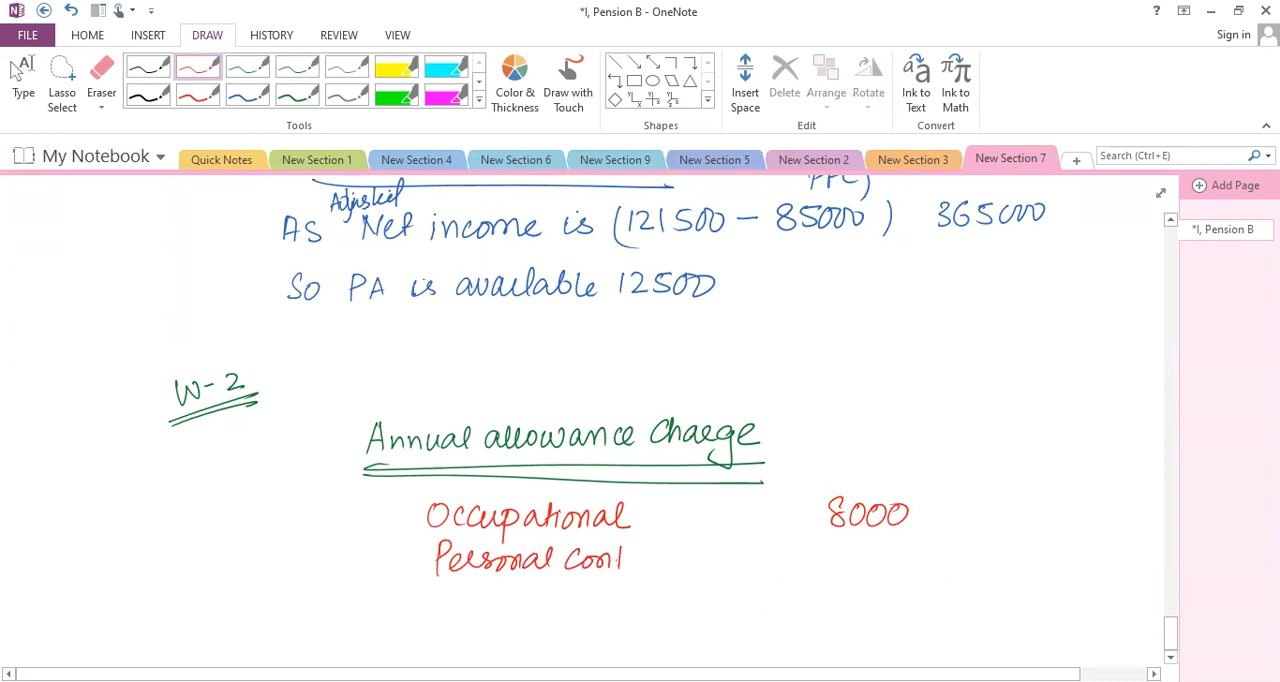 *I, Pension B - OneNote
?
Sign in
FILE HOME INSERT DRAW HISTORY REVIEW VIEW
Type Lasso Select Eraser Color & Thickness Draw with Touch Insert Space Delete Arrange Rotate Ink to Text Ink to Math
Tools Shapes Edit Convert
My Notebook Quick Notes New Section 1 New Section 4 New Section 6 New Section 9 New Section 5 New Section 2 New Section 3 New Section 7 + Search (Ctrl+E)
Add Page
*I, Pension B
PPC)
Adjusted
As Net income is (121500 - 85000) 365000
So PA is available 12500
W-2
Annual allowance Charge
Occupational 8000
Personal cont